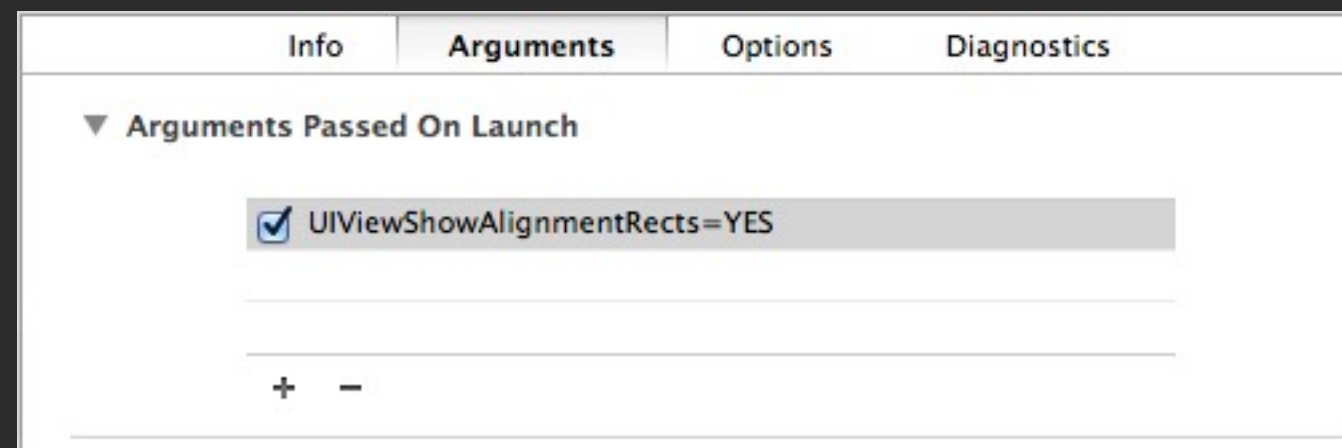 Info Arguments Options Diagnostics
Arguments Passed On Launch
UIViewShowAlignmentRects=YES
+ −